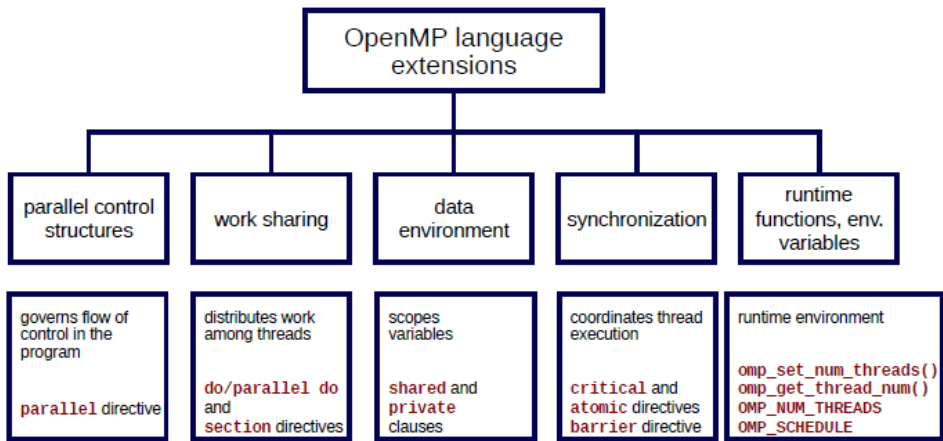 OpenMP language
extensions
parallel control
structures
work sharing
data
environment
synchronization
runtime
functions, env.
variables
governs flow of
control in the
program
parallel directive
distributes work
among threads
do/parallel do
and
section directives
scopes
variables
shared and
private
clauses
coordinates thread
execution
critical and
atomic directives
barrier directive
runtime environment
omp_set_num_threads()
omp_get_thread_num()
OMP_NUM_THREADS
OMP_SCHEDULE